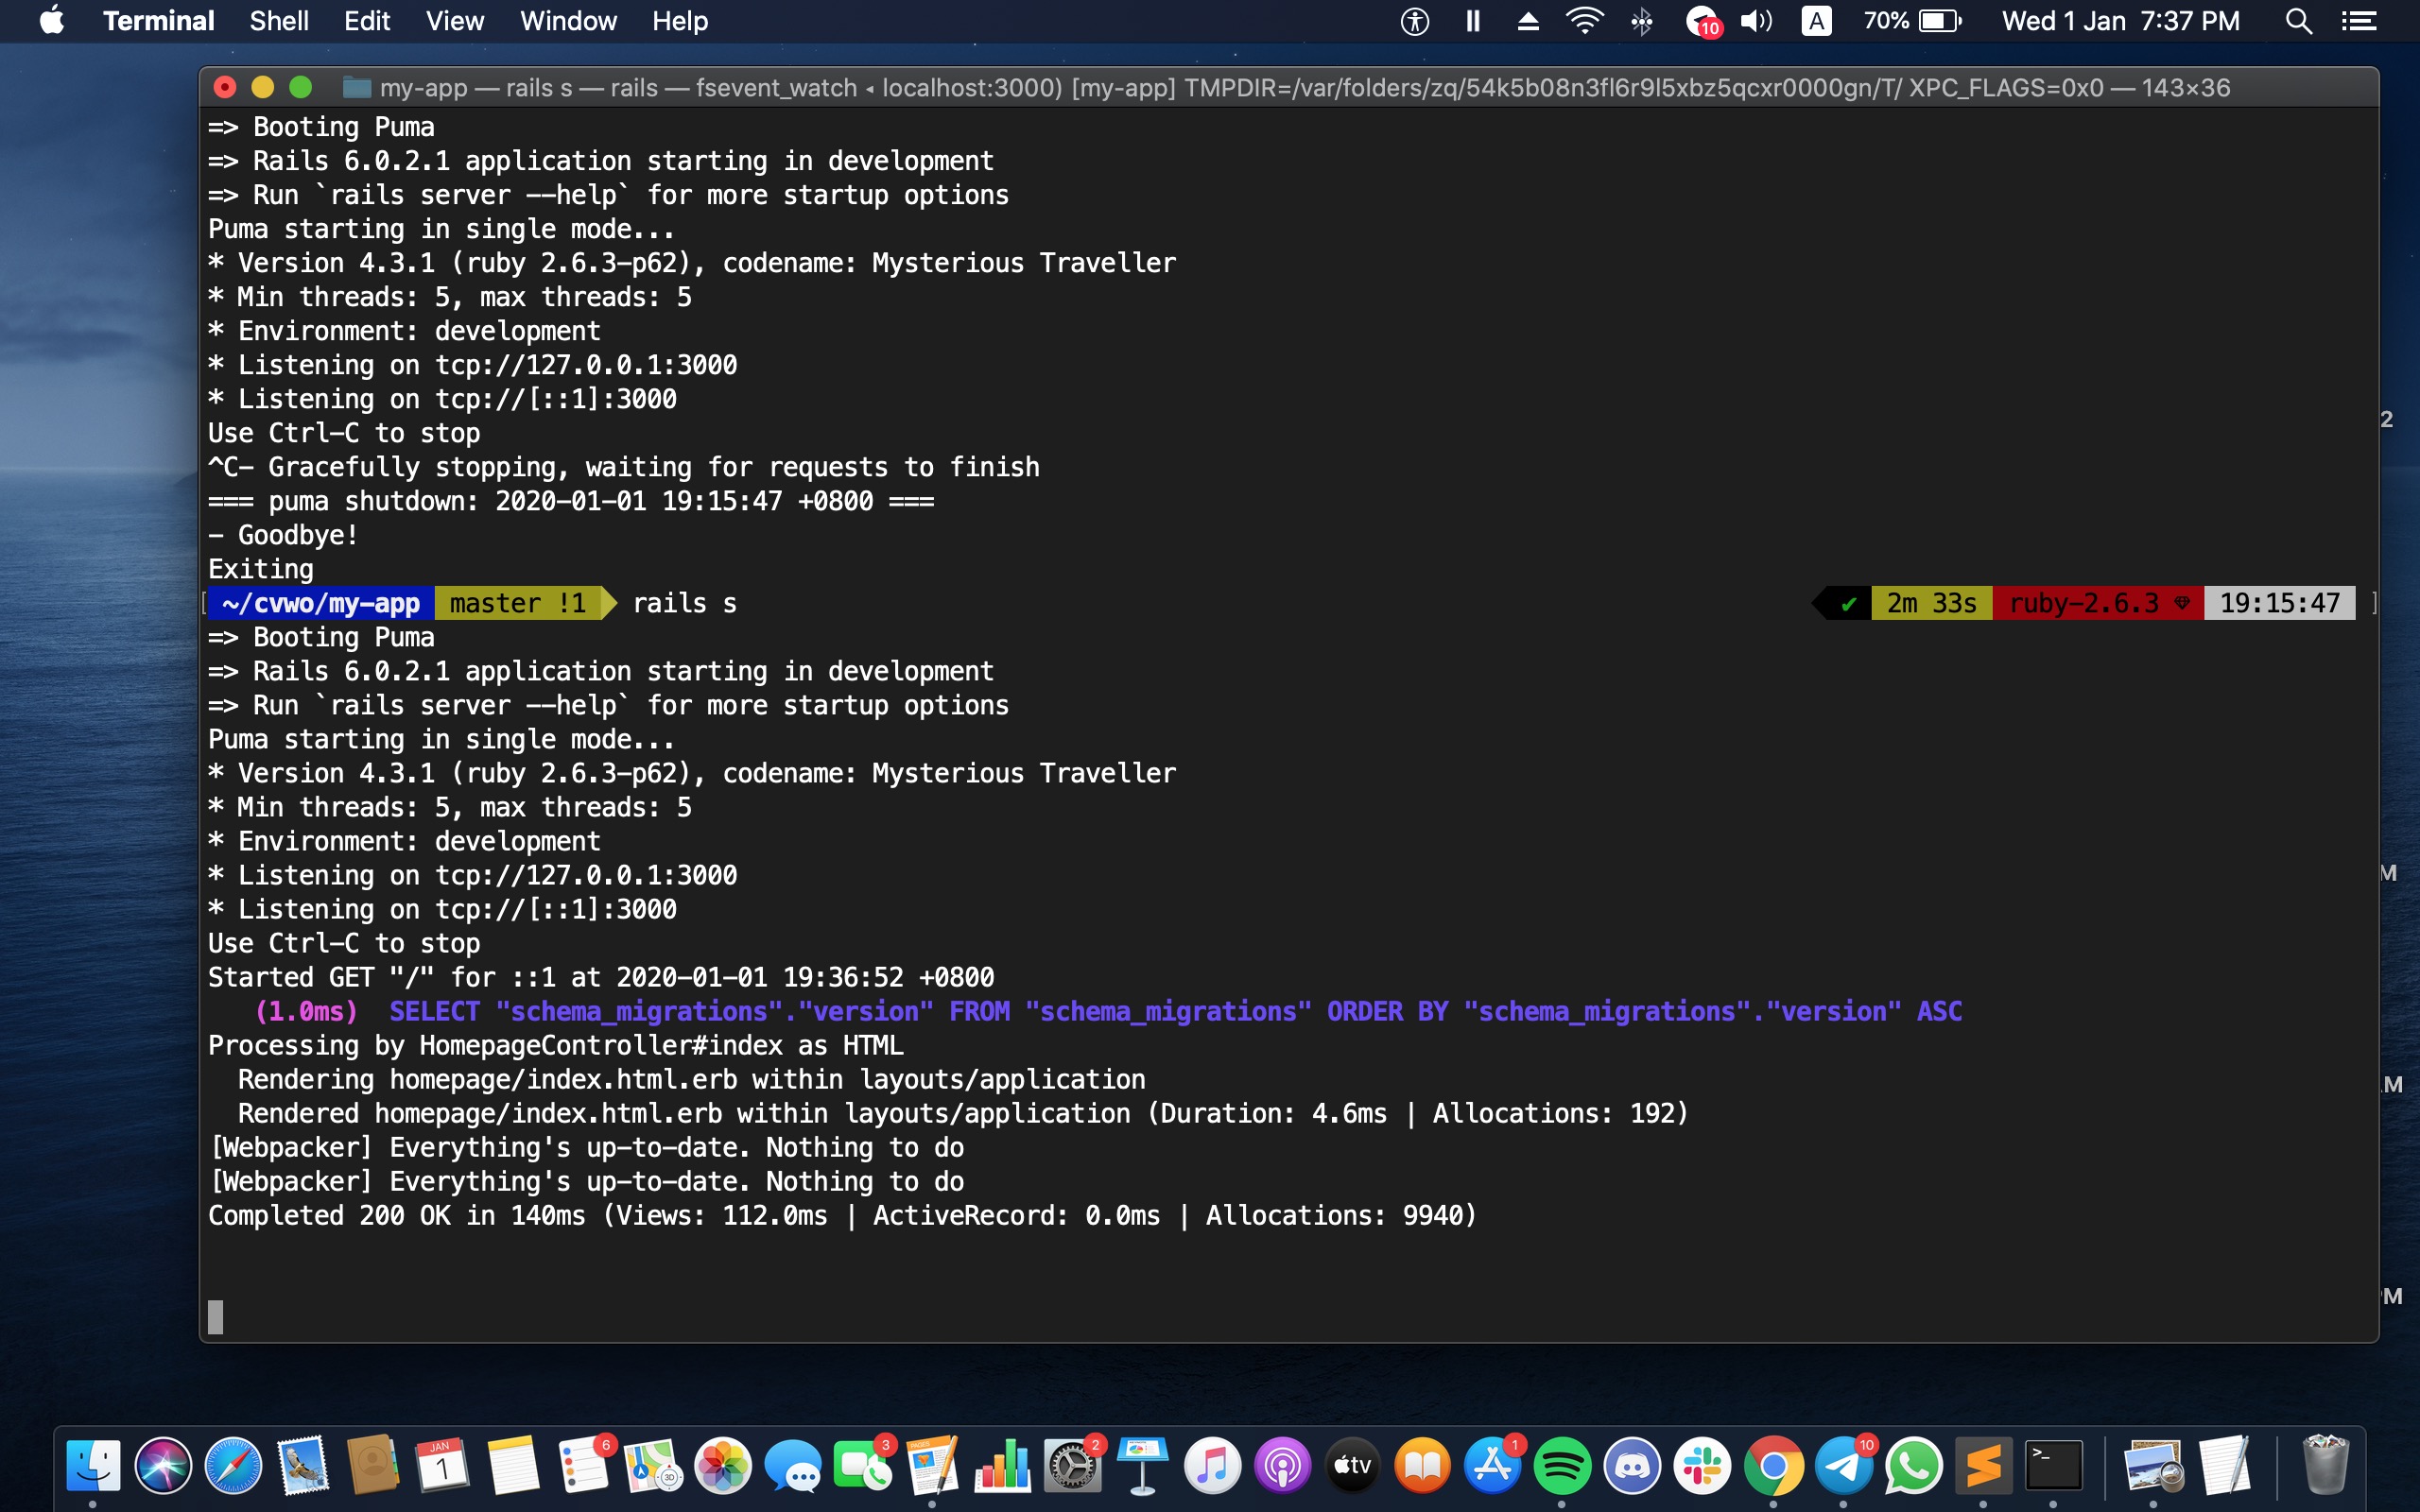 Terminal Shell Edit View Window Help 10 A 70% Wed 1 Jan 7:37 PM
my-app — rails s — rails — fsevent_watch ◂ localhost:3000) [my-app] TMPDIR=/var/folders/zq/54k5b08n3fl6r9l5xbz5qcxr0000gn/T/ XPC_FLAGS=0x0 — 143×36
=> Booting Puma
=> Rails 6.0.2.1 application starting in development
=> Run `rails server --help` for more startup options
Puma starting in single mode...
* Version 4.3.1 (ruby 2.6.3-p62), codename: Mysterious Traveller
* Min threads: 5, max threads: 5
* Environment: development
* Listening on tcp://127.0.0.1:3000
* Listening on tcp://[::1]:3000
Use Ctrl-C to stop
^C- Gracefully stopping, waiting for requests to finish
=== puma shutdown: 2020-01-01 19:15:47 +0800 ===
- Goodbye!
Exiting
[ ~/cvwo/my-app master !1 rails s ✔ 2m 33s ruby-2.6.3 19:15:47 ]
=> Booting Puma
=> Rails 6.0.2.1 application starting in development
=> Run `rails server --help` for more startup options
Puma starting in single mode...
* Version 4.3.1 (ruby 2.6.3-p62), codename: Mysterious Traveller
* Min threads: 5, max threads: 5
* Environment: development
* Listening on tcp://127.0.0.1:3000
* Listening on tcp://[::1]:3000
Use Ctrl-C to stop
Started GET "/" for ::1 at 2020-01-01 19:36:52 +0800
(1.0ms) SELECT "schema_migrations"."version" FROM "schema_migrations" ORDER BY "schema_migrations"."version" ASC
Processing by HomepageController#index as HTML
Rendering homepage/index.html.erb within layouts/application
Rendered homepage/index.html.erb within layouts/application (Duration: 4.6ms | Allocations: 192)
[Webpacker] Everything's up-to-date. Nothing to do
[Webpacker] Everything's up-to-date. Nothing to do
Completed 200 OK in 140ms (Views: 112.0ms | ActiveRecord: 0.0ms | Allocations: 9940)
2
M
M
PM
JAN
1
6
3D
3
PAGES
2
tv
1
10
>_